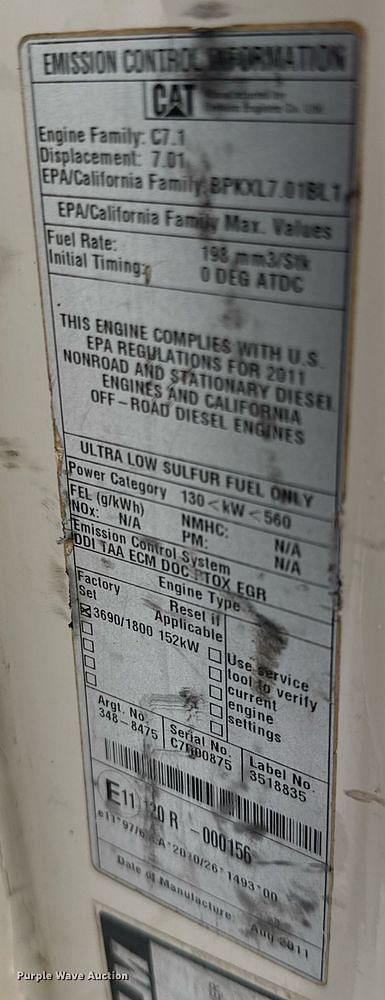 EMISSION CONTROL INFORMATION
CAT
Engine Family: C7.1
Displacement: 7.01
EPA/California Family: BPKXL7.01BL1
EPA/California Family Max. Values
Fuel Rate: 198 mm3/Stk
Initial Timing: 0 DEG ATDC
THIS ENGINE COMPLIES WITH U.S.
EPA REGULATIONS FOR 2011
NONROAD AND STATIONARY DIESEL
ENGINES AND CALIFORNIA
OFF-ROAD DIESEL ENGINES
ULTRA LOW SULFUR FUEL ONLY
Power Category 130<kW<560
FEL (g/kWh) NMHC: N/A
NOx: N/A PM: N/A
Emission Control System
DDI TAA ECM DOC PTOX EGR
Engine Type
Factory Set
Reset if Applicable
3690/1800 152kW
Use service
tool to verify
current
engine
settings
Argt. No. 348-8475
Serial No.
Label No. 3518835
E11 120 R -000156
Date of Manufacture: Aug 2011
Purple Wave Auction